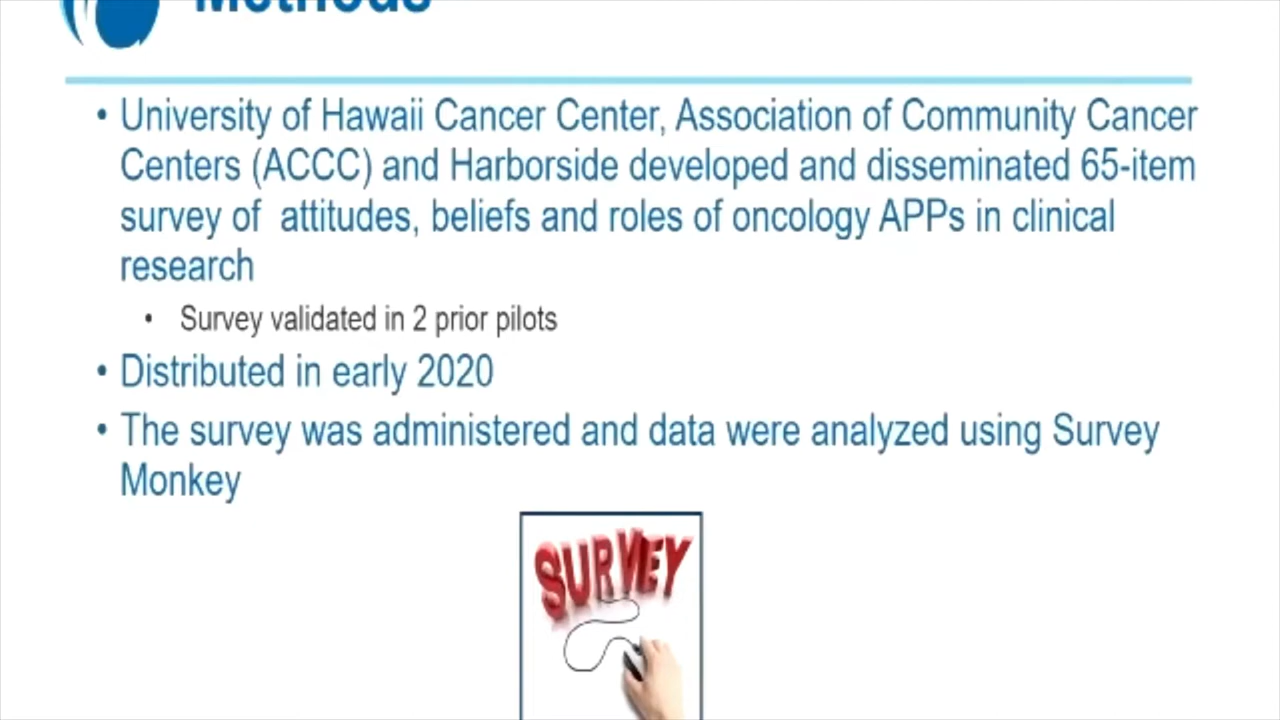 Methods
• University of Hawaii Cancer Center, Association of Community Cancer
Centers (ACCC) and Harborside developed and disseminated 65-item
survey of attitudes, beliefs and roles of oncology APPs in clinical
research
• Survey validated in 2 prior pilots
• Distributed in early 2020
• The survey was administered and data were analyzed using Survey
Monkey
SURVEY